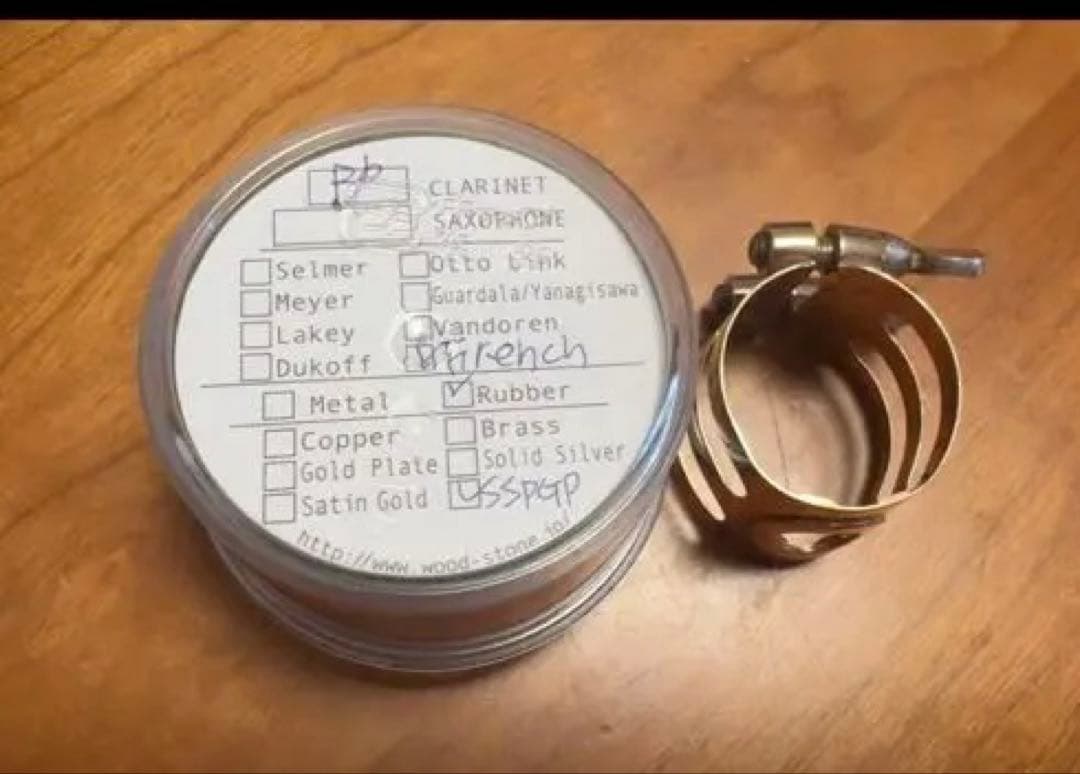 Bb CLARINET
SAXOPHONE
Selmer Otto Link
Meyer Guardala/Yanagisawa
Lakey Vandoren
Dukoff French
Metal ✓ Rubber
Copper Brass
Gold Plate Solid Silver
Satin Gold SSPGP
http://www.wood-stone.jp/